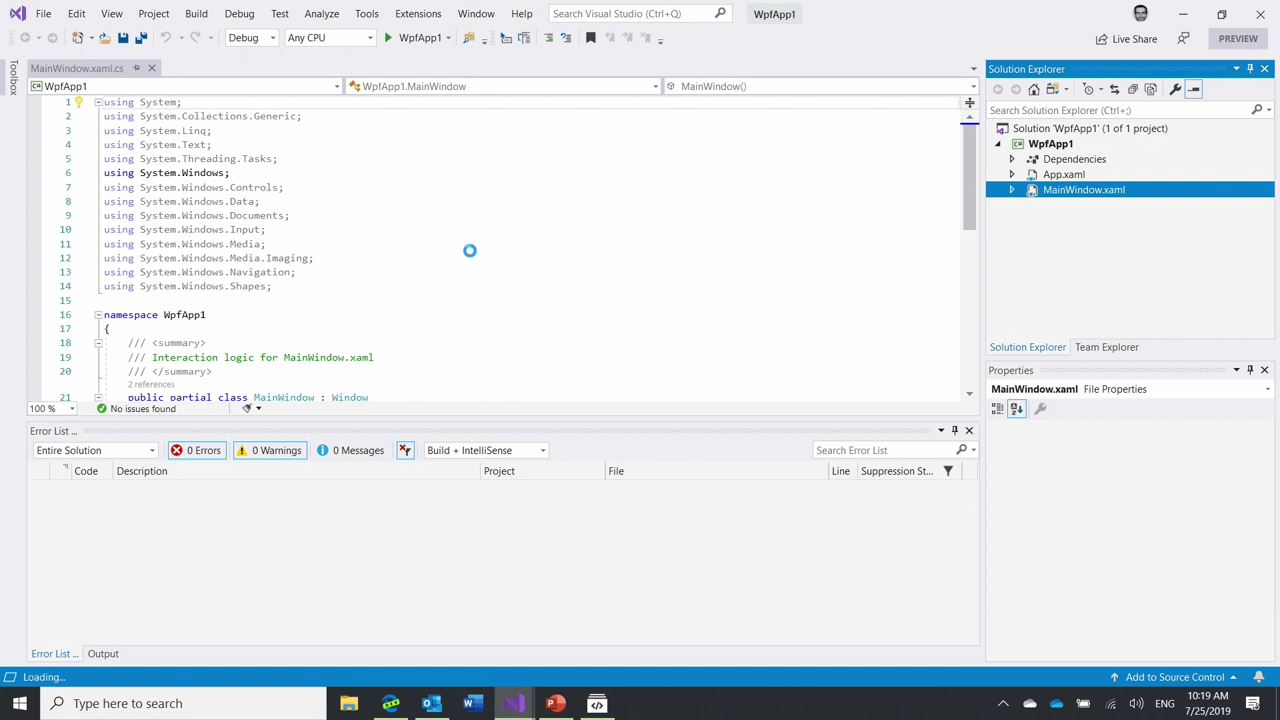 File Edit View Project Build Debug Test Analyze Tools Extensions Window Help Search Visual Studio (Ctrl+Q) WpfApp1
Debug Any CPU WpfApp1 Live Share PREVIEW
Toolbox
MainWindow.xaml.cs
WpfApp1 WpfApp1.MainWindow MainWindow()
1 using System;
2 using System.Collections.Generic;
3 using System.Linq;
4 using System.Text;
5 using System.Threading.Tasks;
6 using System.Windows;
7 using System.Windows.Controls;
8 using System.Windows.Data;
9 using System.Windows.Documents;
10 using System.Windows.Input;
11 using System.Windows.Media;
12 using System.Windows.Media.Imaging;
13 using System.Windows.Navigation;
14 using System.Windows.Shapes;
15
16 namespace WpfApp1
17 {
18 /// <summary>
19 /// Interaction logic for MainWindow.xaml
20 /// </summary>
2 references
21 public partial class MainWindow : Window
100 % No issues found
Error List ...
Entire Solution 0 Errors 0 Warnings 0 Messages Build + IntelliSense Search Error List
Code Description Project File Line Suppression St...
Error List ... Output
Solution Explorer
Search Solution Explorer (Ctrl+;)
Solution 'WpfApp1' (1 of 1 project)
WpfApp1
Dependencies
App.xaml
MainWindow.xaml
Solution Explorer Team Explorer
Properties
MainWindow.xaml File Properties
Loading... Add to Source Control
Type here to search ENG 10:19 AM
7/25/2019